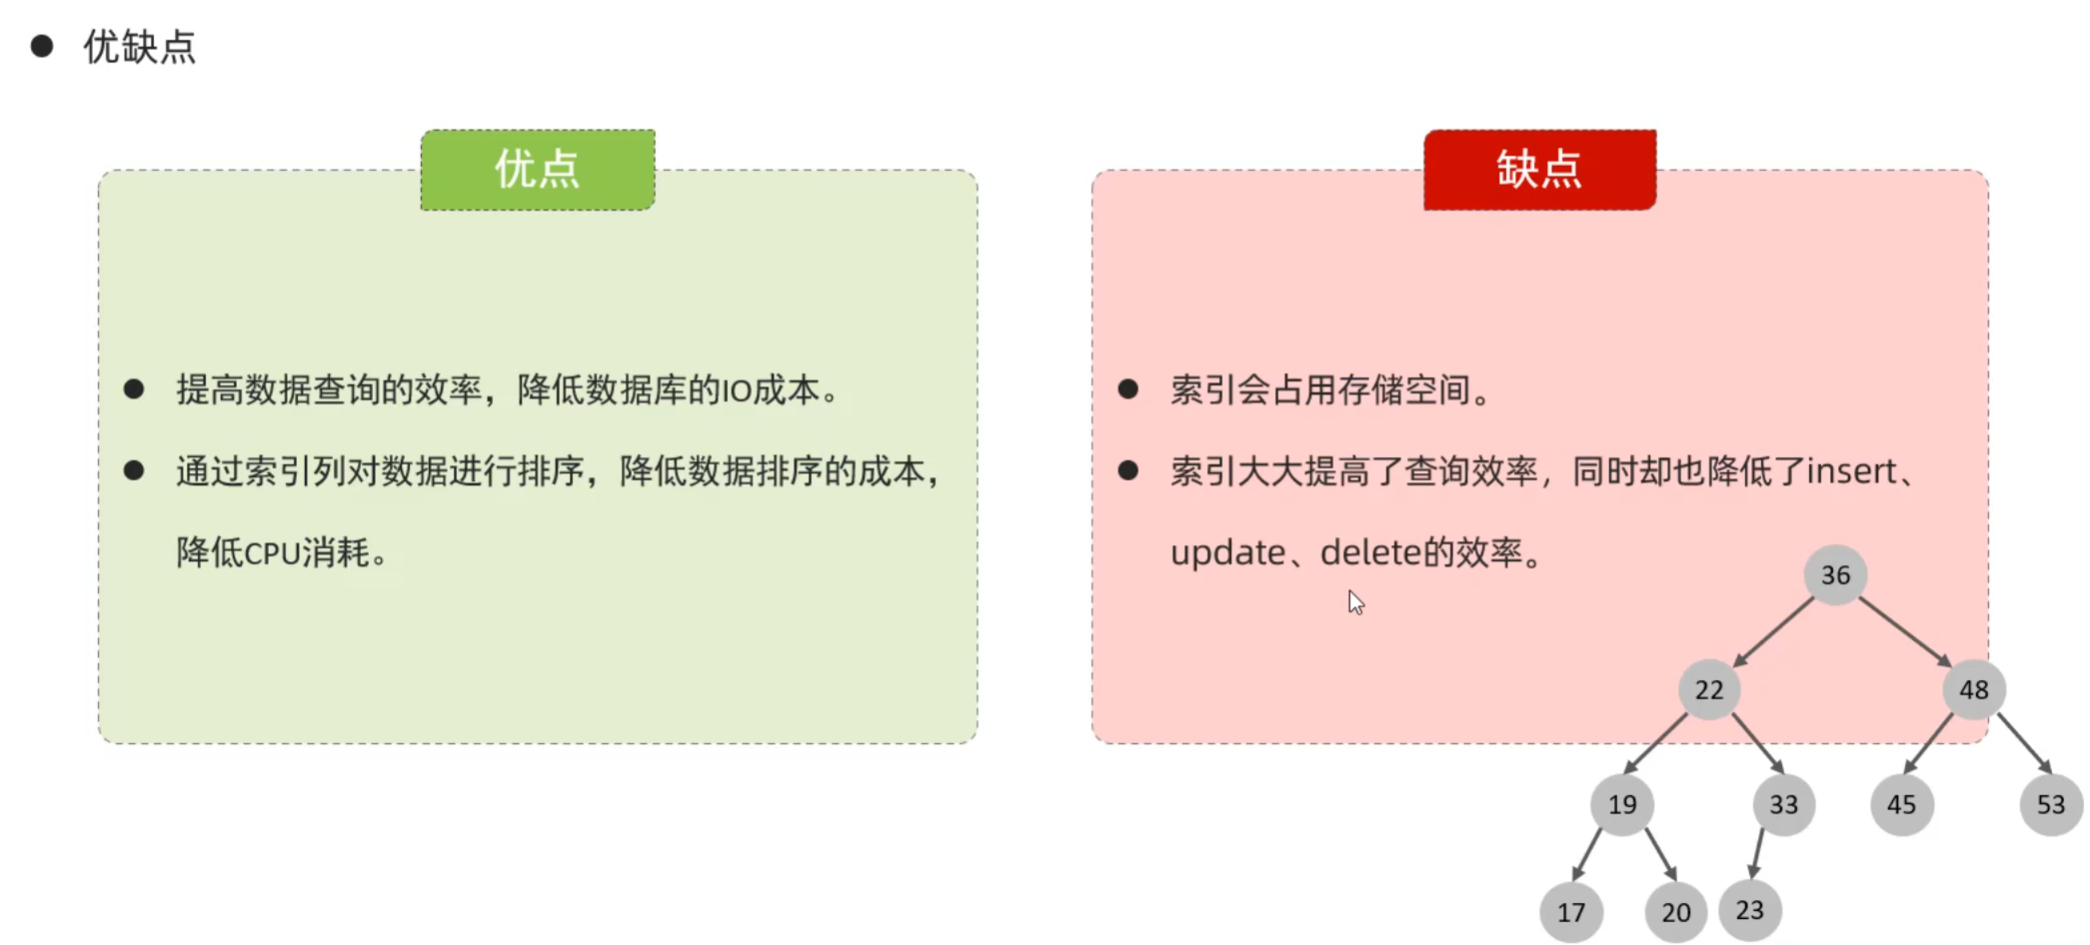 优缺点
优点
提高数据查询的效率，降低数据库的IO成本。
通过索引列对数据进行排序，降低数据排序的成本，
降低CPU消耗。
缺点
索引会占用存储空间。
索引大大提高了查询效率，同时却也降低了insert、
update、delete的效率。
36
22
48
19
33
45
53
17
20
23